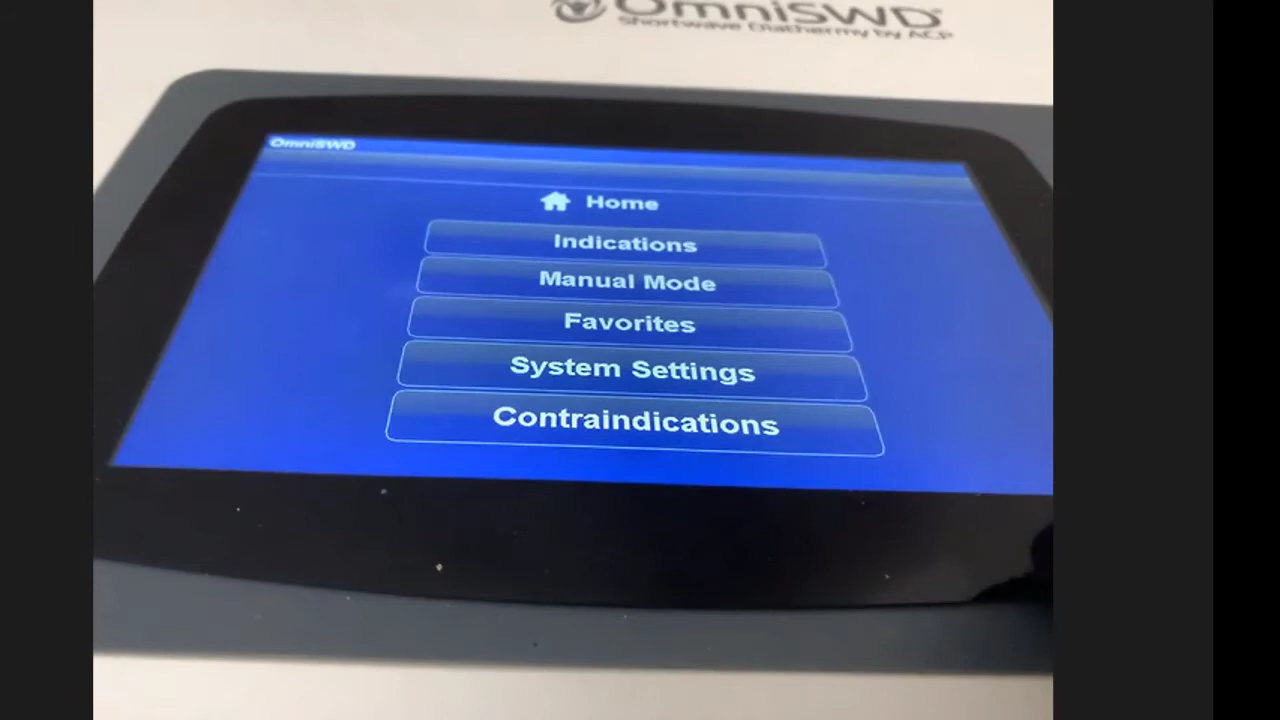 OmniSWD
Shortwave Diathermy by ACP
OmniSWD
Home
Indications
Manual Mode
Favorites
System Settings
Contraindications